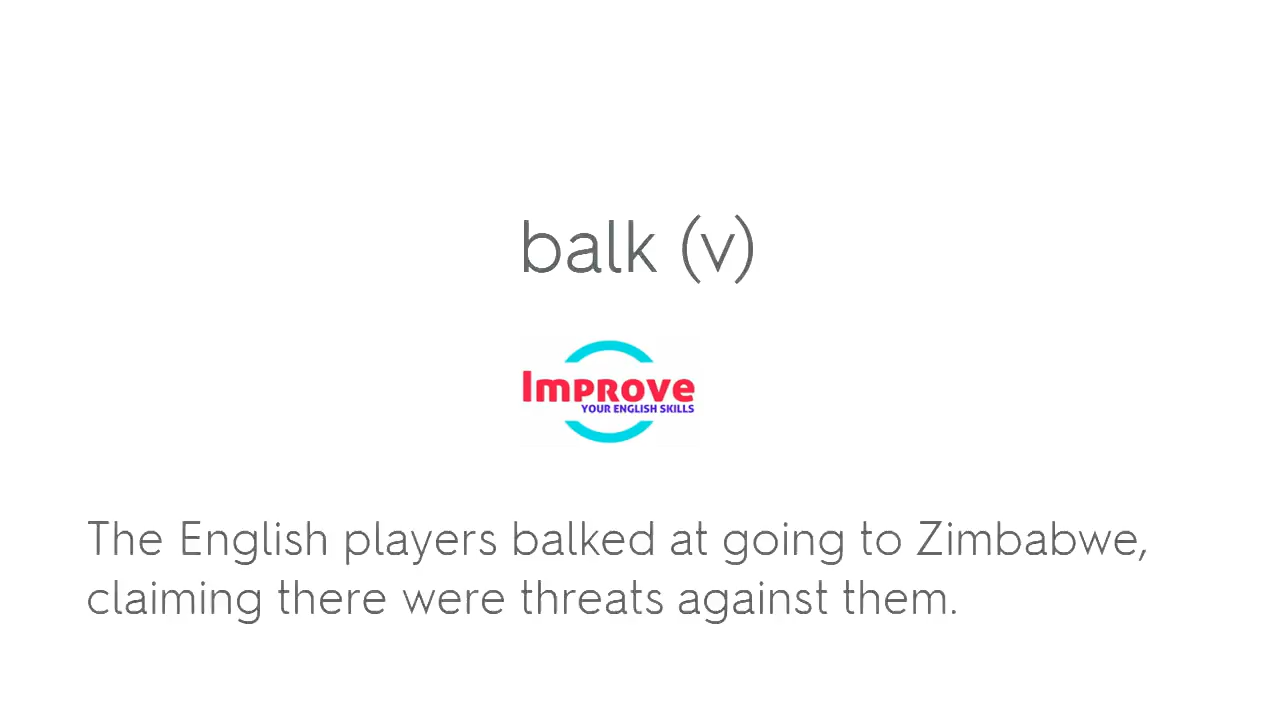 balk (v)
Improve
YOUR ENGLISH SKILLS
The English players balked at going to Zimbabwe,
claiming there were threats against them.